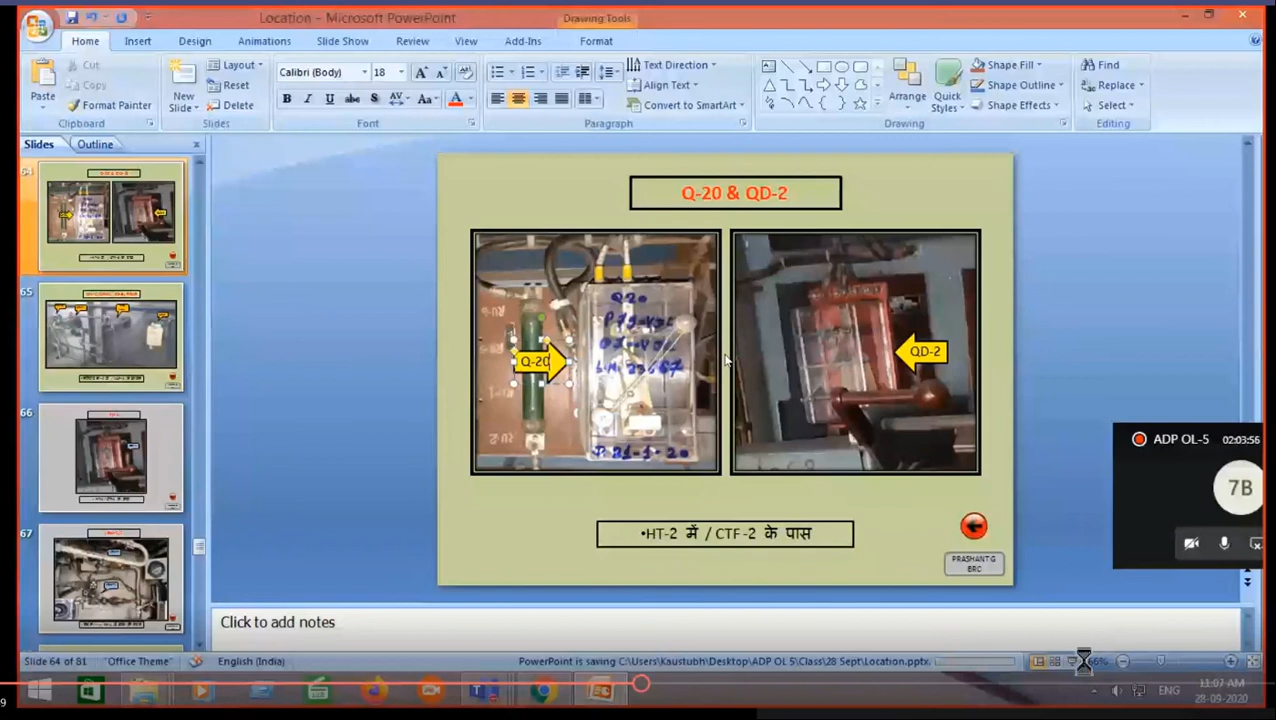 Location - Microsoft PowerPoint
Drawing Tools
Home
Insert
Design
Animations
Slide Show
Review
View
Add-Ins
Format
Paste
Cut
Copy
Format Painter
Clipboard
New Slide
Layout
Reset
Delete
Slides
Calibri (Body)
18
Font
Text Direction
Align Text
Convert to SmartArt
Paragraph
Arrange
Quick Styles
Shape Fill
Shape Outline
Shape Effects
Drawing
Find
Replace
Select
Editing
Slides
Outline
64
65
66
67
Q-20 & QD-2
Q20
Q-20
QD-2
•HT-2 में / CTF-2 के पास
PRASHANT G
BRC
ADP OL-5
02:03:56
7B
Click to add notes
Slide 64 of 81
"Office Theme"
English (India)
PowerPoint is saving C:\Users\Kaustubh\Desktop\ADP OL 5\Class\28 Sept\Location.pptx.
66%
9
ENG
11:07 AM
28-09-2020